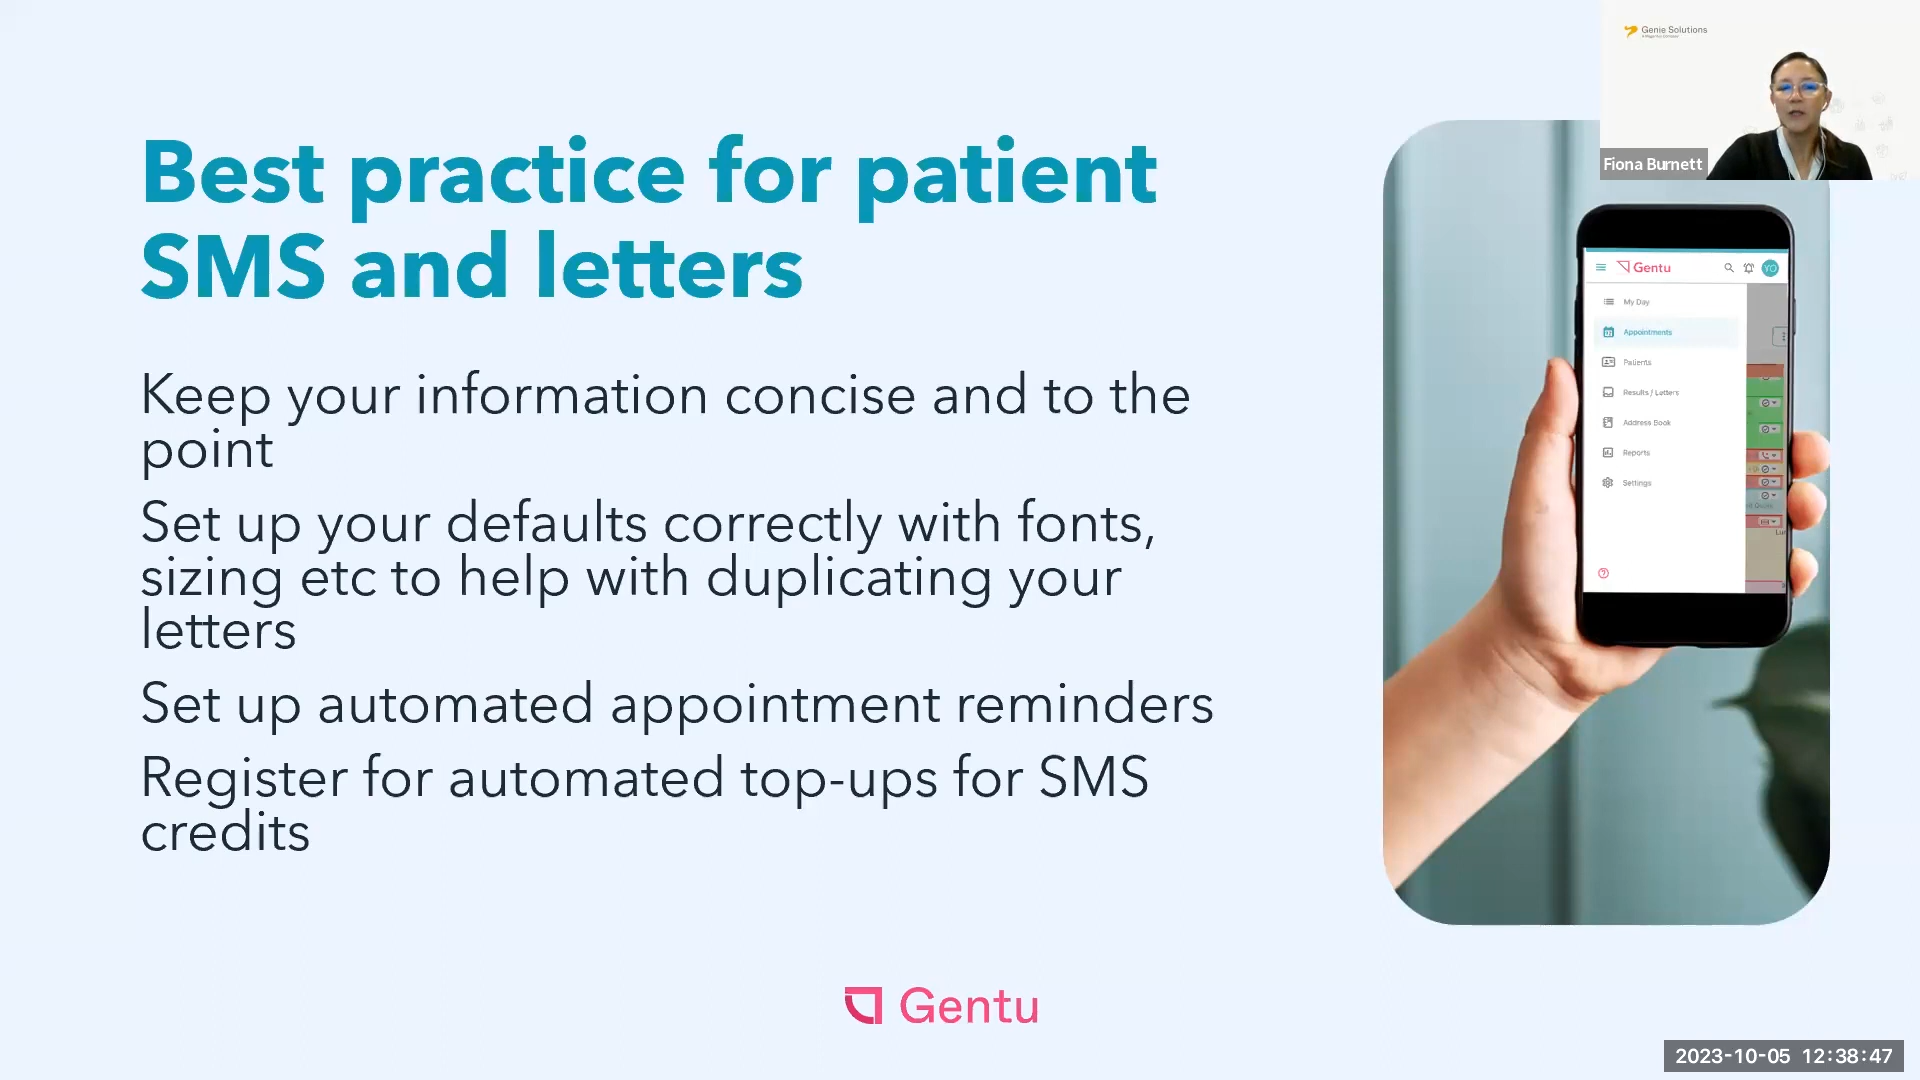 Genie Solutions
Fiona Burnett
Best practice for patient
SMS and letters
Keep your information concise and to the
point
Set up your defaults correctly with fonts,
sizing etc to help with duplicating your
letters
Set up automated appointment reminders
Register for automated top-ups for SMS
credits
Gentu
YO
My Day
Appointments
Patients
Results / Letters
Address Book
Reports
Settings
Gentu
2023-10-05 12:38:47